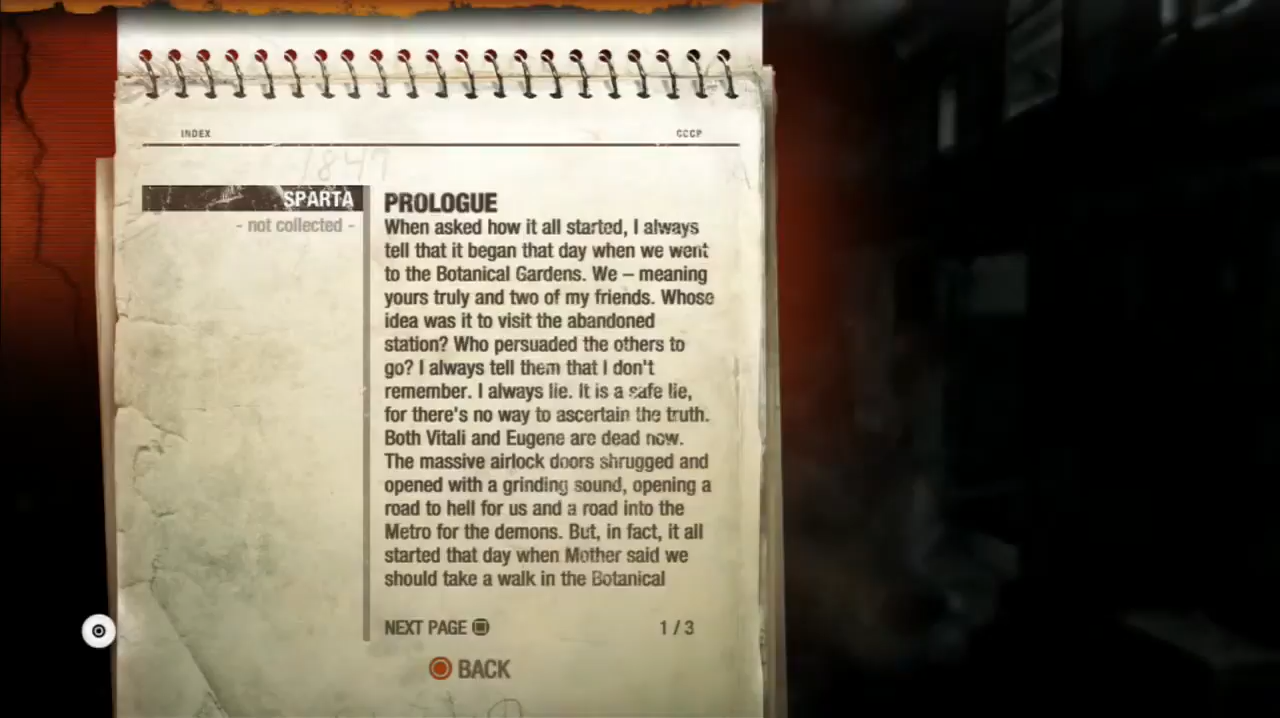 INDEX
CCCP
1847
A
SPARTA
- not collected -
PROLOGUE
When asked how it all started, I always
tell that it began that day when we went
to the Botanical Gardens. We – meaning
yours truly and two of my friends. Whose
idea was it to visit the abandoned
station? Who persuaded the others to
go? I always tell them that I don't
remember. I always lie. It is a safe lie,
for there's no way to ascertain the truth.
Both Vitali and Eugene are dead now.
The massive airlock doors shrugged and
opened with a grinding sound, opening a
road to hell for us and a road into the
Metro for the demons. But, in fact, it all
started that day when Mother said we
should take a walk in the Botanical
NEXT PAGE
1 / 3
BACK